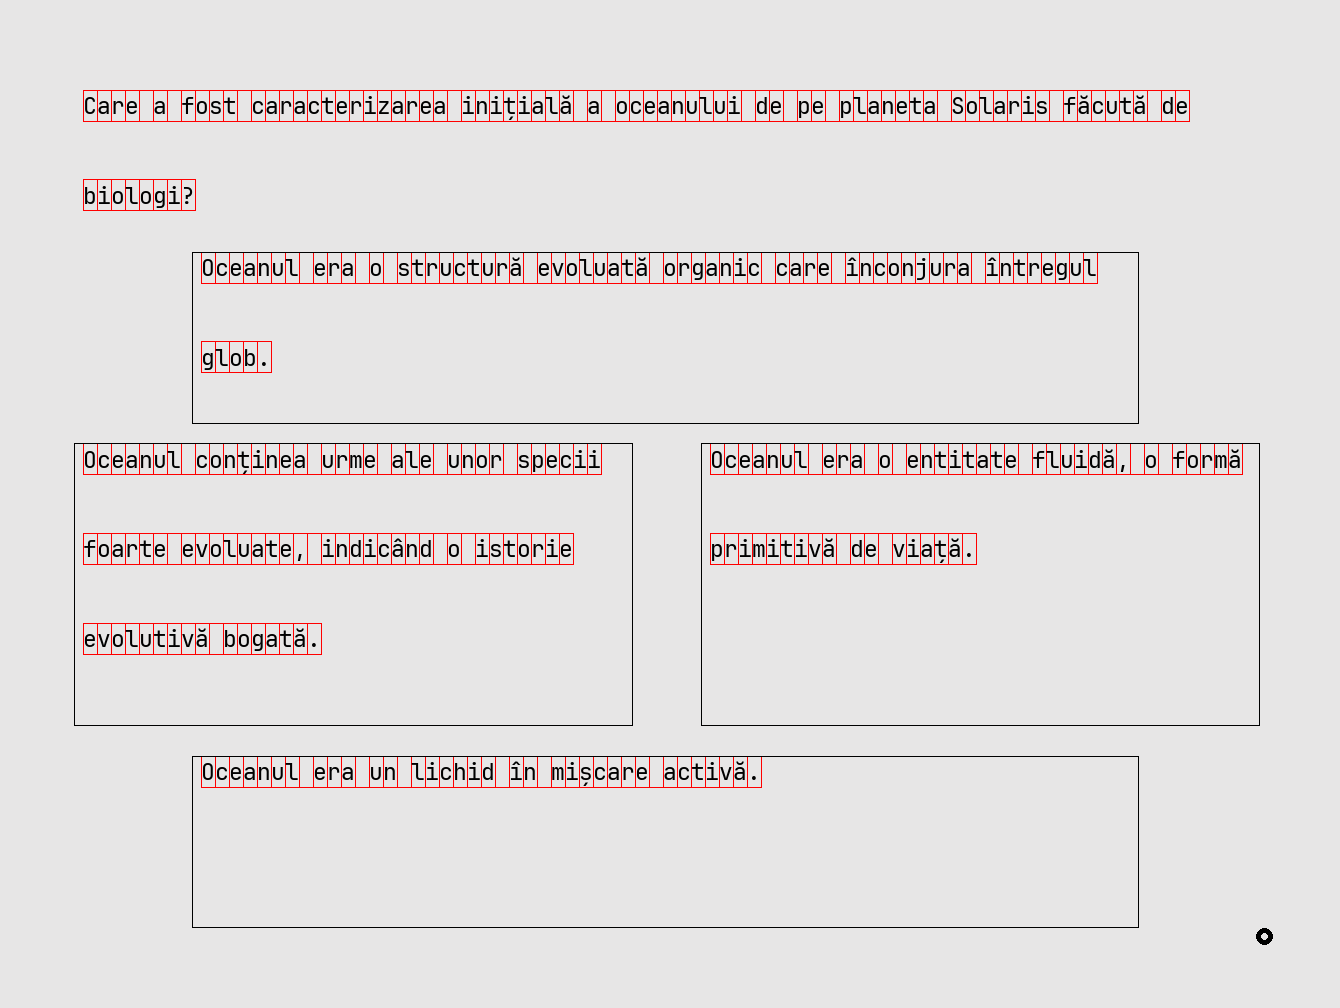 Care a fost caracterizarea inițială a oceanului de pe planeta Solaris făcută de
biologi?
Oceanul era o structură evoluată organic care înconjura întregul
glob.
Oceanul conținea urme ale unor specii
foarte evoluate, indicând o istorie
evolutivă bogată.
Oceanul era o entitate fluidă, o formă
primitivă de viață.
Oceanul era un lichid în mișcare activă.